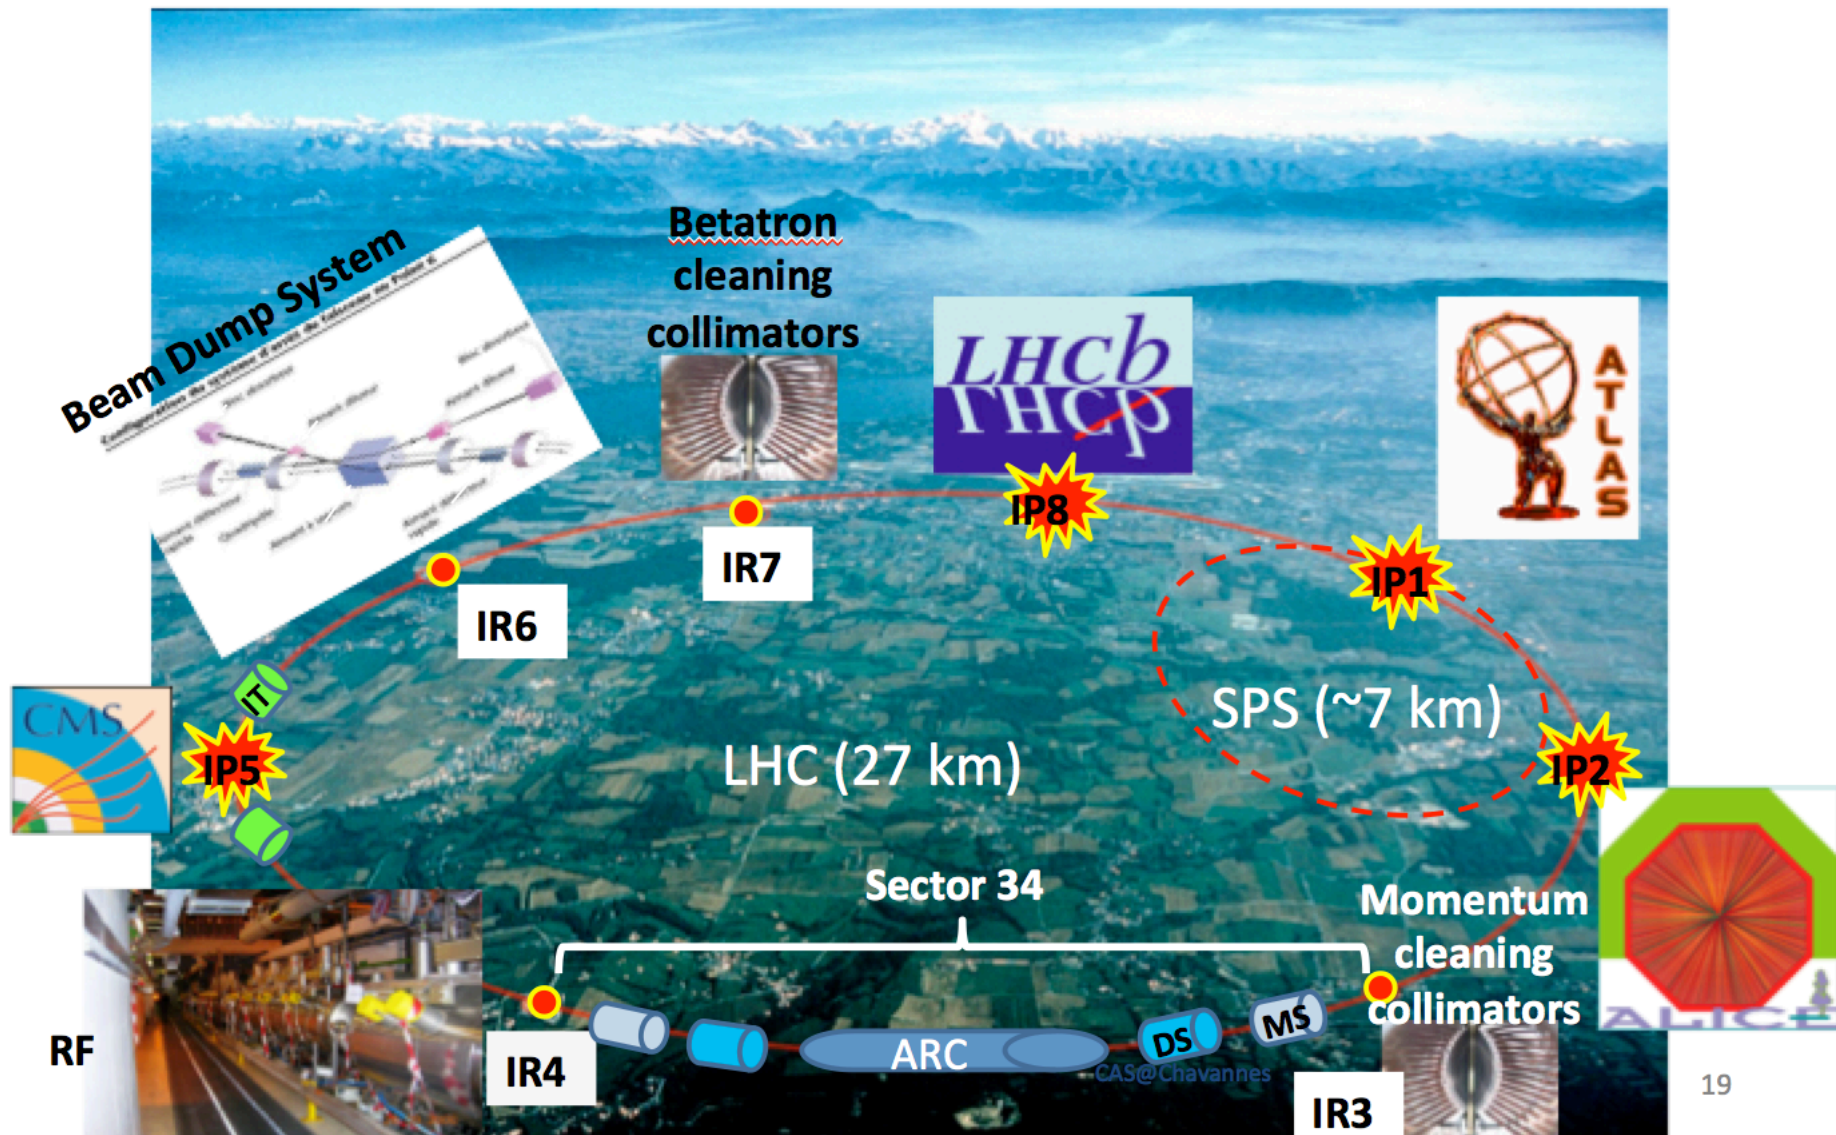 Betatron
cleaning
collimators
Beam Dump System
LHCb
LHCb
ATLAS
IP8
IP1
IR7
IR6
IT
CMS
IP5
SPS (~7 km)
LHC (27 km)
IP2
Sector 34
Momentum
cleaning
collimators
ALICE
RF
IR4
ARC
DS
MS
CAS@Chavannes
IR3
19